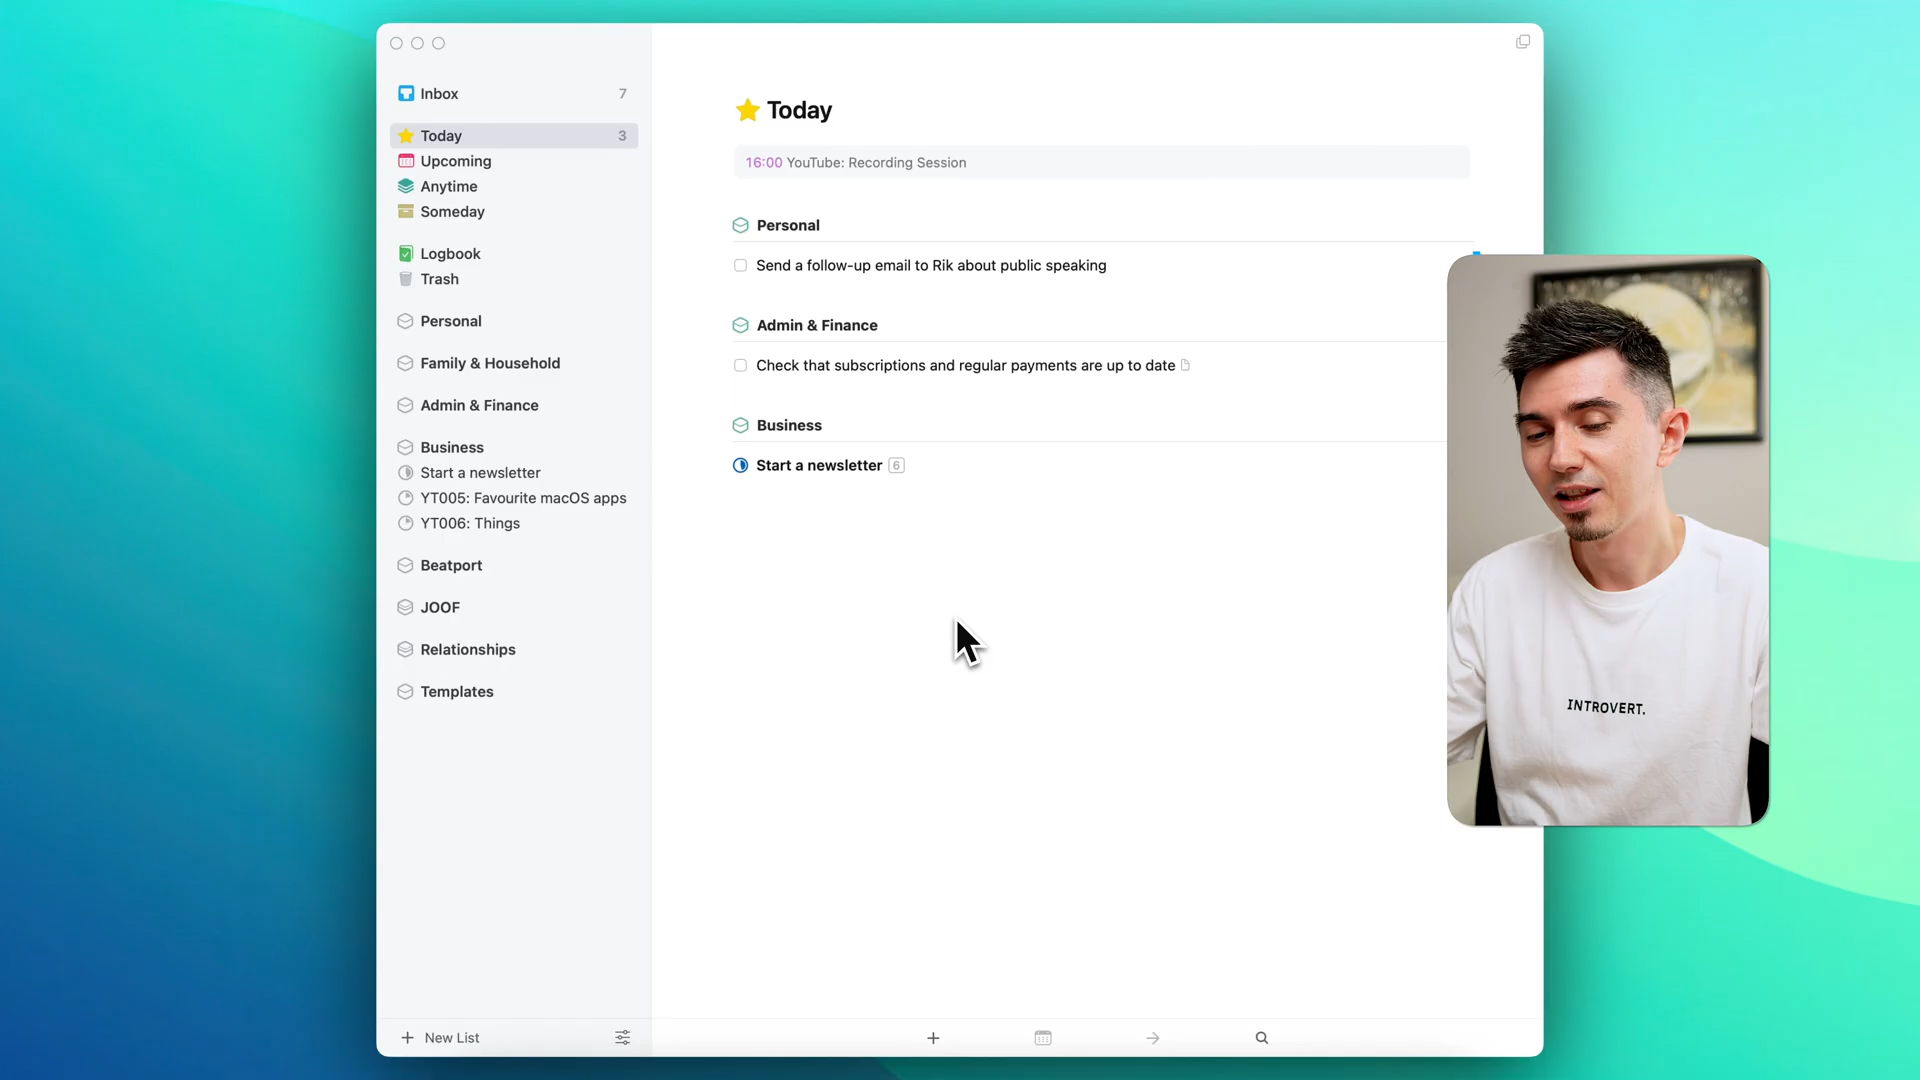 Inbox 7
Today 3
Upcoming
Anytime
Someday
Logbook
Trash
Personal
Family & Household
Admin & Finance
Business
Start a newsletter
YT005: Favourite macOS apps
YT006: Things
Beatport
JOOF
Relationships
Templates
New List
Today
16:00 YouTube: Recording Session
Personal
Send a follow-up email to Rik about public speaking
Admin & Finance
Check that subscriptions and regular payments are up to date
Business
Start a newsletter 6
INTROVERT.